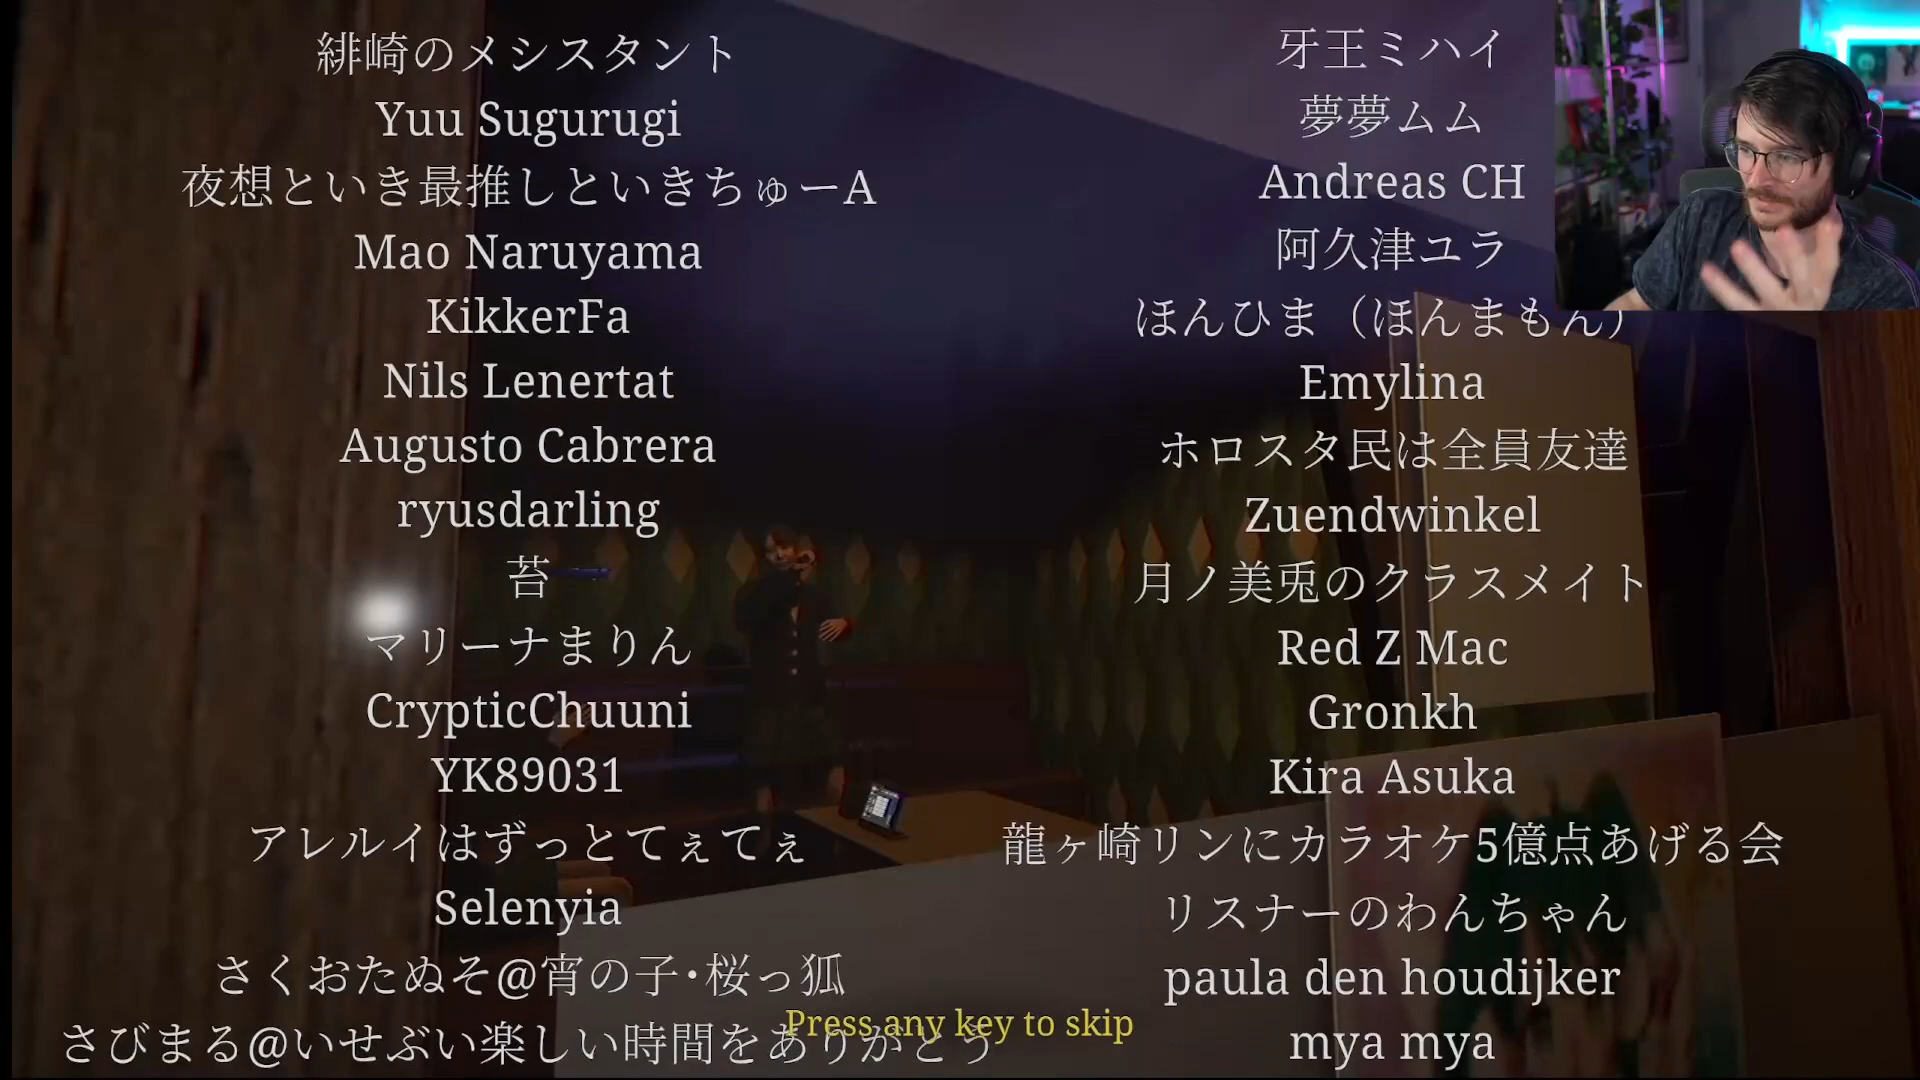 緋崎のメシスタント
Yuu Sugurugi
夜想といき最推しといきちゅーA
Mao Naruyama
KikkerFa
Nils Lenertat
Augusto Cabrera
ryusdarling
苔
マリーナまりん
CrypticChuuni
YK89031
アレルイはずっとてぇてぇ
Selenyia
さくおたぬそ@宵の子･桜っ狐
さびまる@いせぶい楽しい時間をありがとう
牙王ミハイ
夢夢ムム
Andreas CH
阿久津ユラ
ほんひま（ほんまもん）
Emylina
ホロスタ民は全員友達
Zuendwinkel
月ノ美兎のクラスメイト
Red Z Mac
Gronkh
Kira Asuka
龍ヶ崎リンにカラオケ5億点あげる会
リスナーのわんちゃん
paula den houdijker
mya mya
Press any key to skip